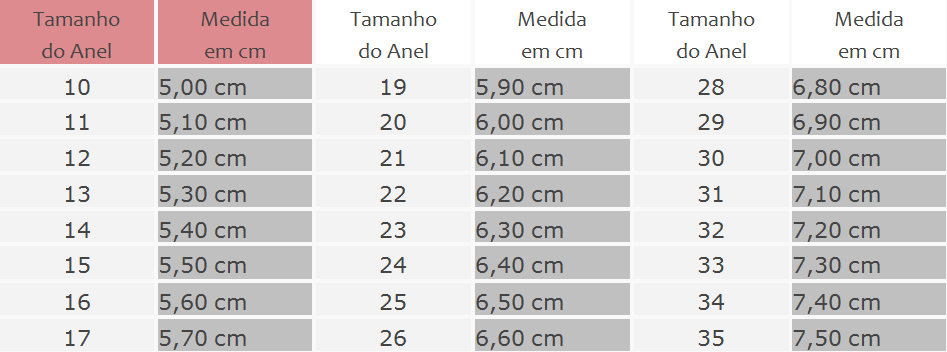 Tamanho do Anel Medida em cm Tamanho do Anel Medida em cm Tamanho do Anel Medida em cm
10 5,00 cm 19 5,90 cm 28 6,80 cm
11 5,10 cm 20 6,00 cm 29 6,90 cm
12 5,20 cm 21 6,10 cm 30 7,00 cm
13 5,30 cm 22 6,20 cm 31 7,10 cm
14 5,40 cm 23 6,30 cm 32 7,20 cm
15 5,50 cm 24 6,40 cm 33 7,30 cm
16 5,60 cm 25 6,50 cm 34 7,40 cm
17 5,70 cm 26 6,60 cm 35 7,50 cm